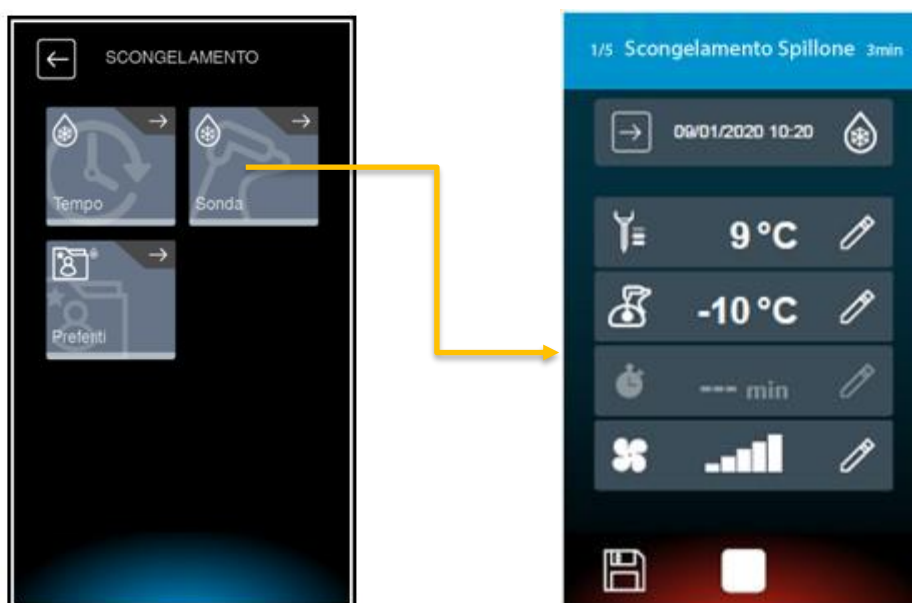 SCONGELAMENTO
Tempo
Sonda
Preferiti
1/5 Scongelamento Spillone 3min
09/01/2020 10:20
9 °C
-10 °C
--- min